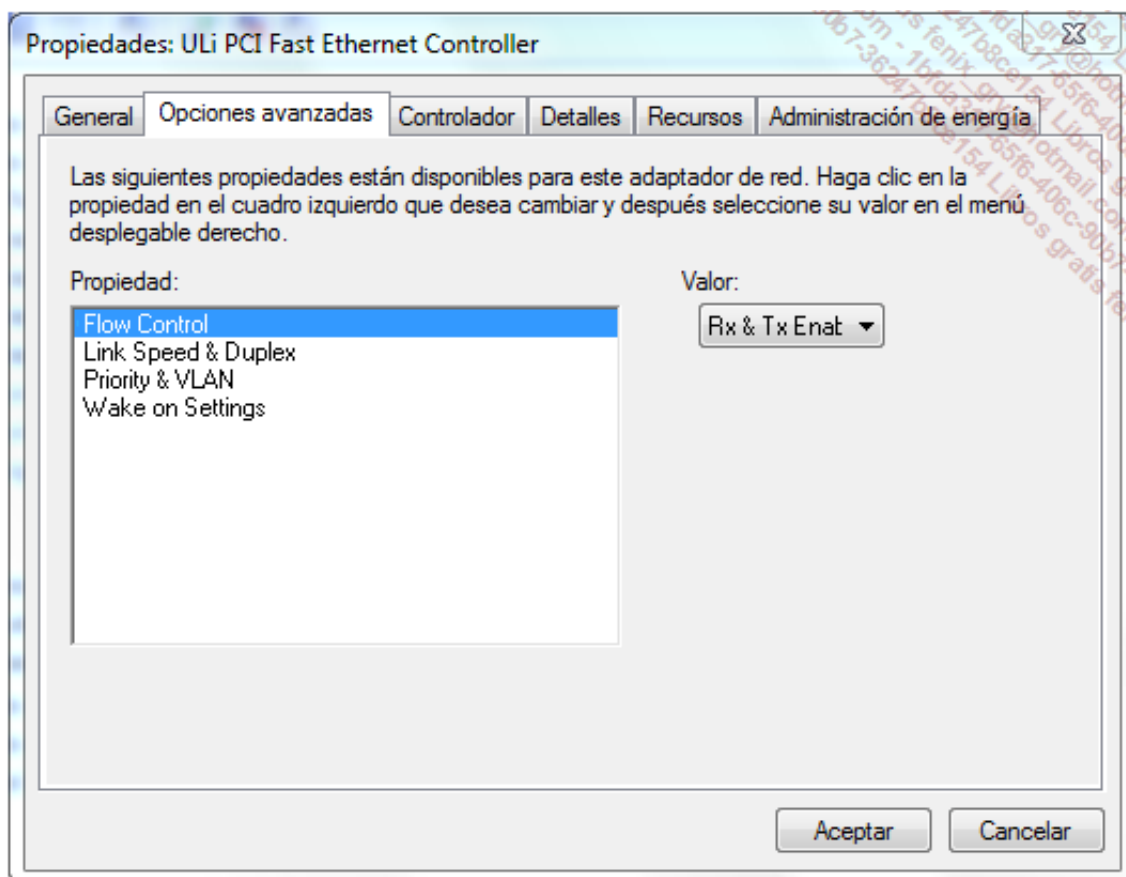 Propiedades: ULi PCI Fast Ethernet Controller
General Opciones avanzadas Controlador Detalles Recursos Administración de energía
Las siguientes propiedades están disponibles para este adaptador de red. Haga clic en la
propiedad en el cuadro izquierdo que desea cambiar y después seleccione su valor en el menú
desplegable derecho.
Propiedad: Valor:
Flow Control Rx & Tx Enab
Link Speed & Duplex
Priority & VLAN
Wake on Settings
Aceptar Cancelar